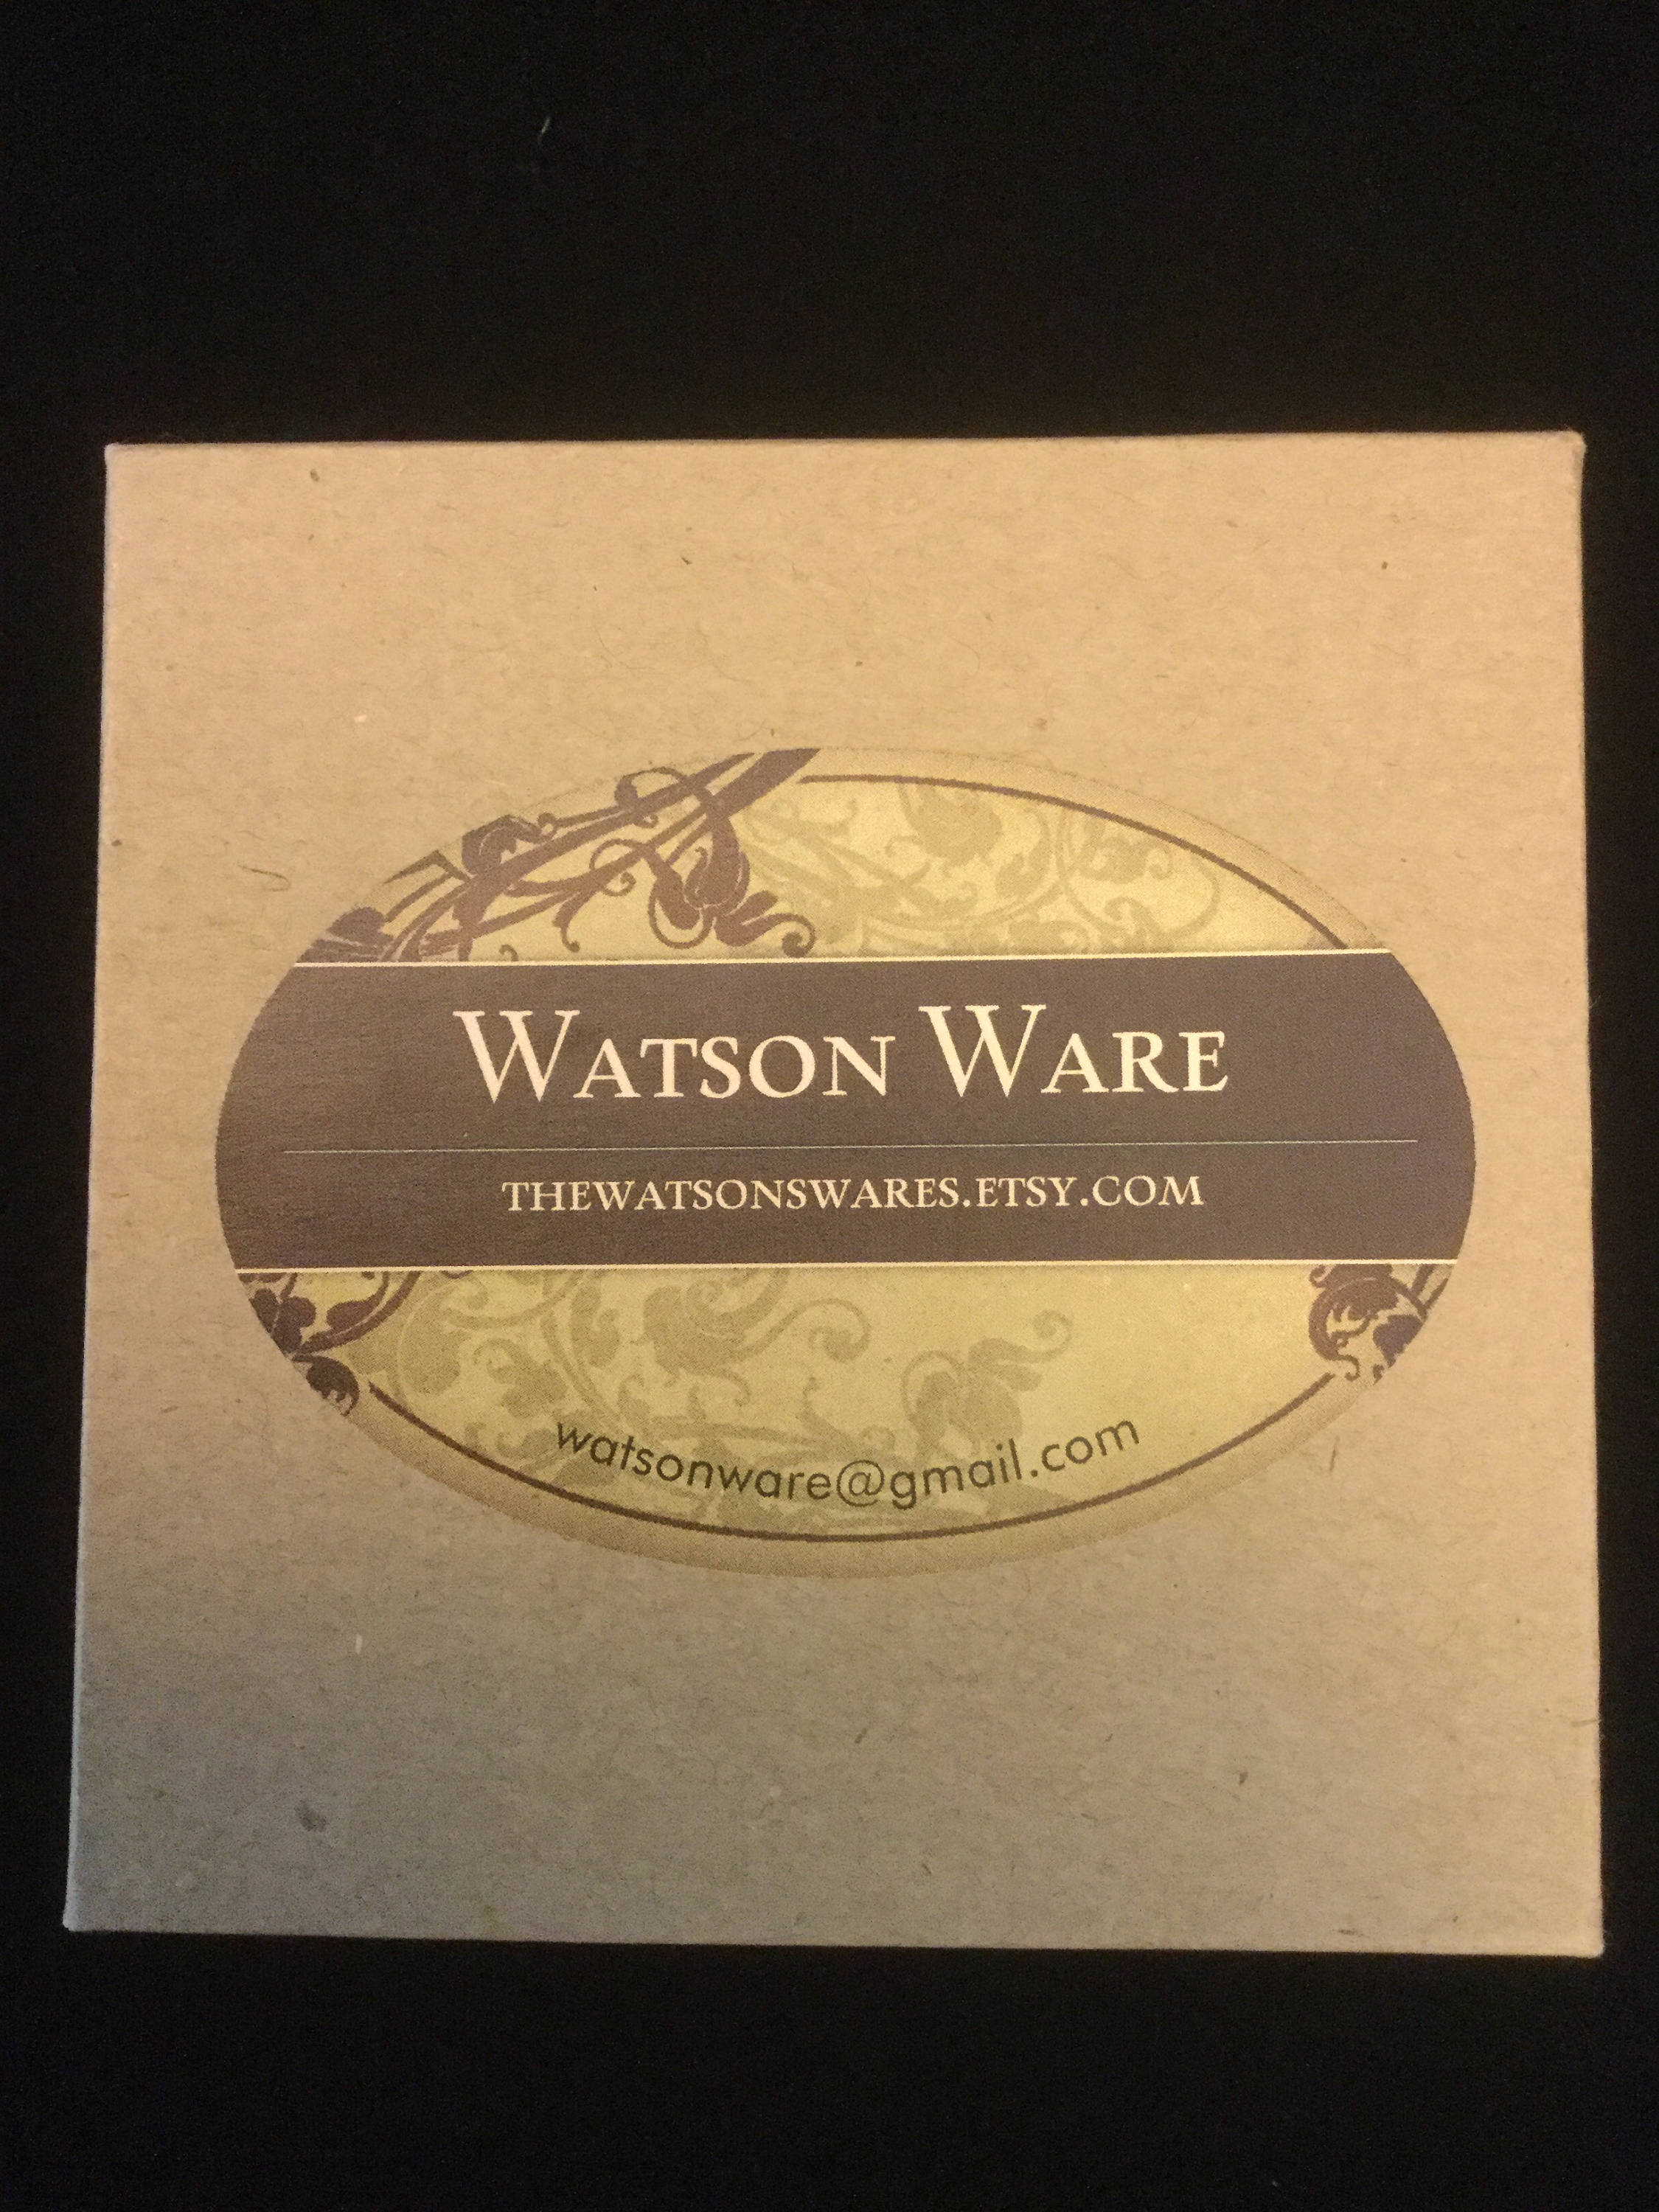 WATSON WARE
THEWATSONSWARES.ETSY.COM
watsonware@gmail.com